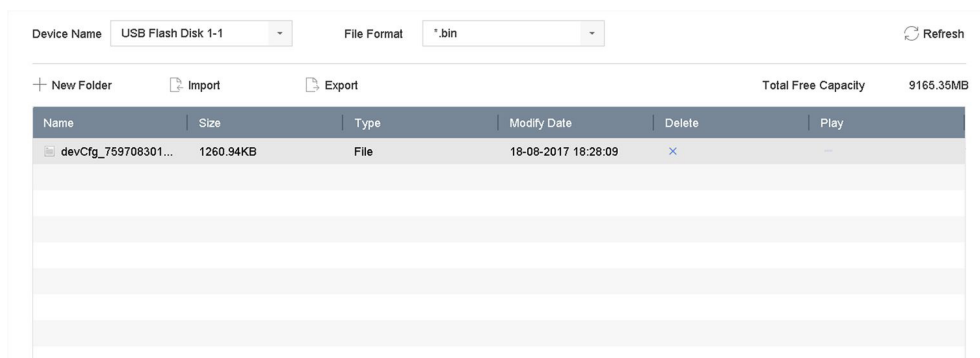 Device Name USB Flash Disk 1-1 File Format *.bin Refresh
New Folder Import Export Total Free Capacity 9165.35MB
Name Size Type Modify Date Delete Play
devCfg_759708301... 1260.94KB File 18-08-2017 18:28:09